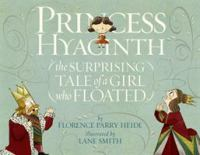 PRINCESS
HYACINTH
(the SURPRISING
TALE of a GIRL
who FLOATED)
BY
FLORENCE PARRY HEIDE
illustrated by
LANE SMITH